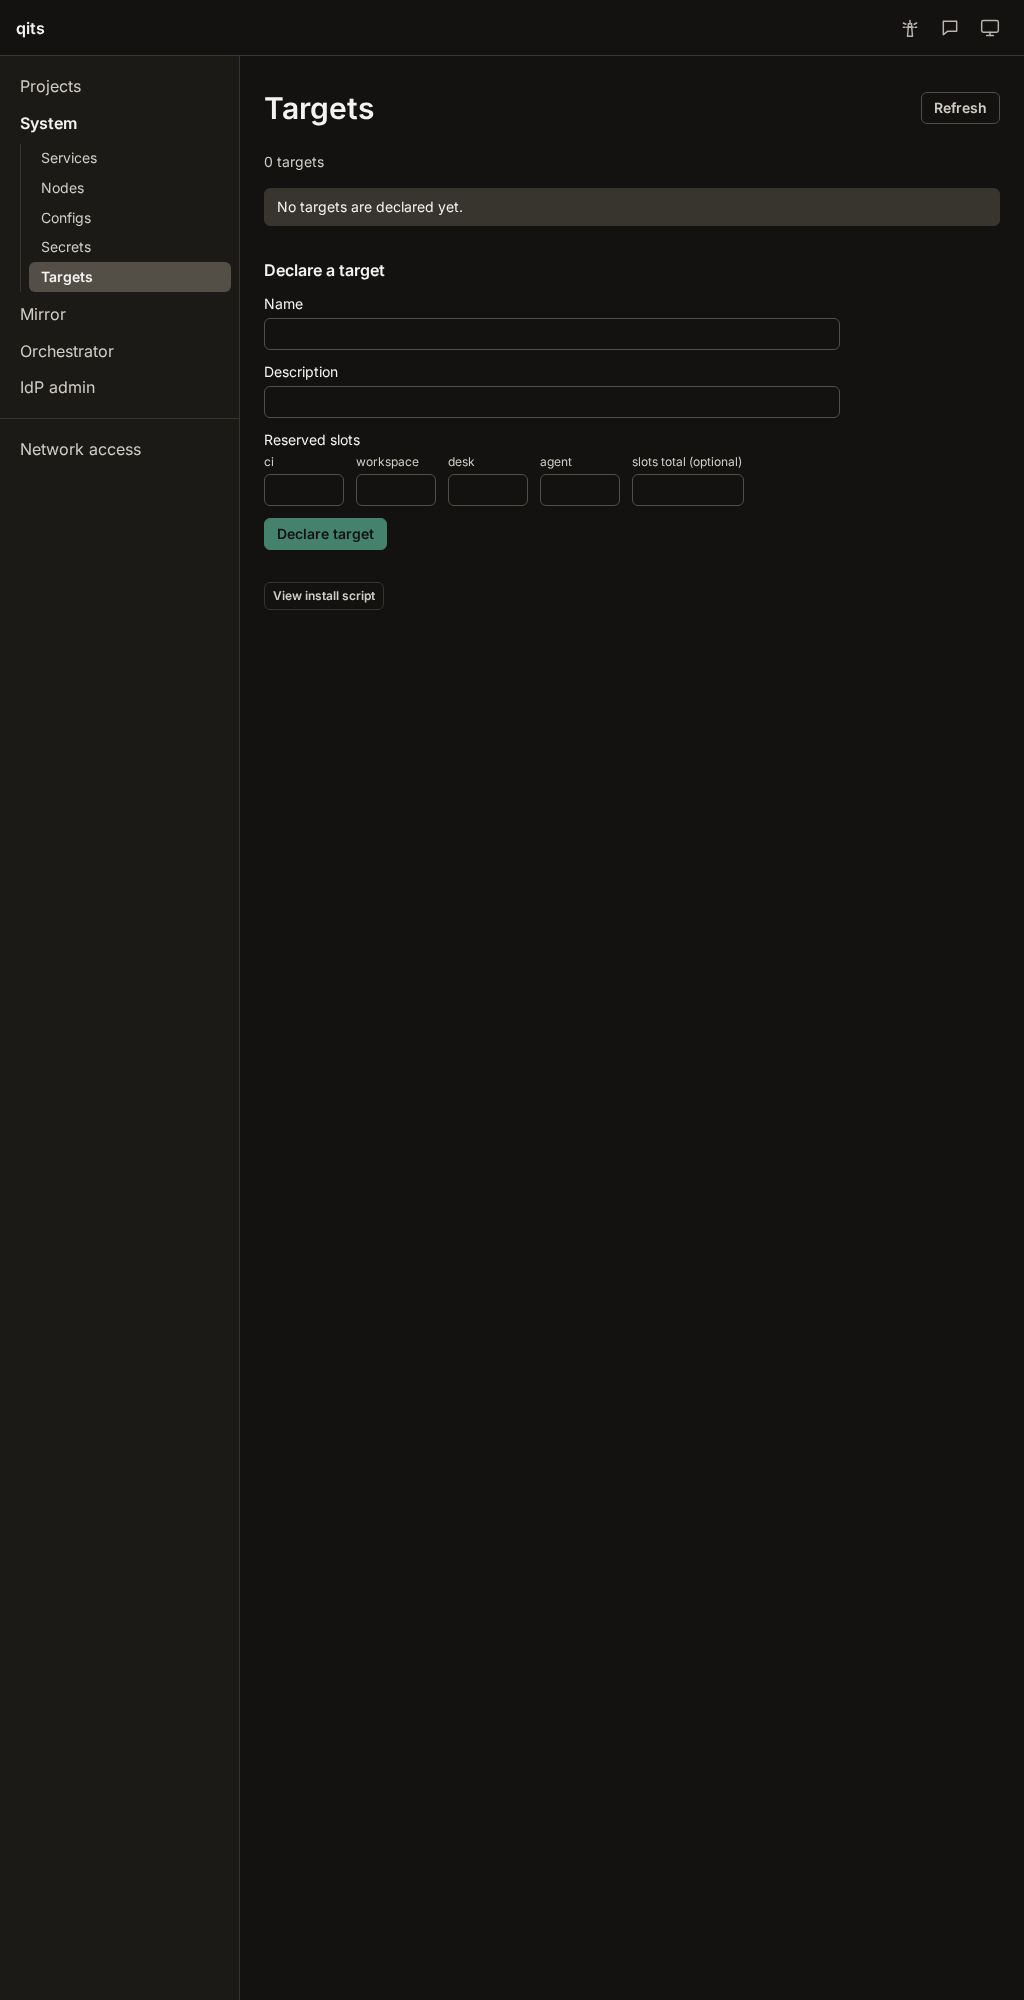 qits
Projects
System
Services
Nodes
Configs
Secrets
Targets
Mirror
Orchestrator
IdP admin
Network access
Targets
Refresh
0 targets
No targets are declared yet.
Declare a target
Name
Description
Reserved slots
ci workspace desk agent slots total (optional)
Declare target
View install script